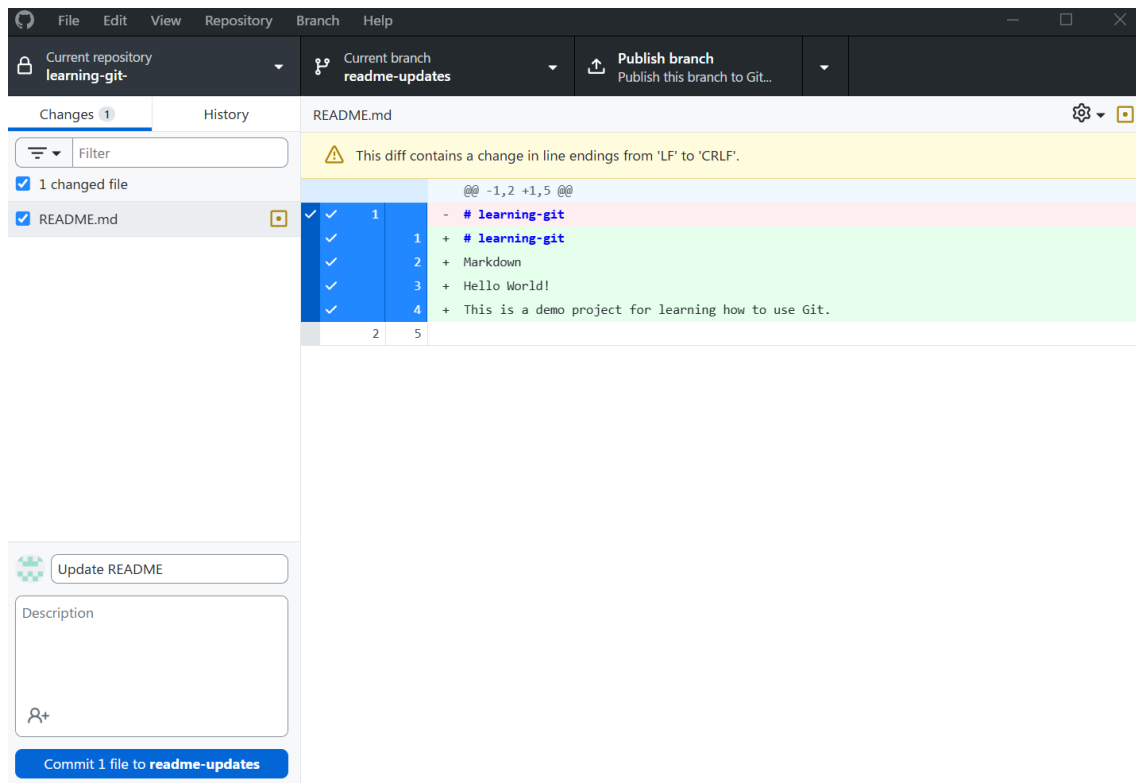 File Edit View Repository Branch Help
Current repository
learning-git-
Current branch
readme-updates
Publish branch
Publish this branch to Git...
Changes 1 History
Filter
1 changed file
README.md
README.md
This diff contains a change in line endings from 'LF' to 'CRLF'.
@@ -1,2 +1,5 @@
1 - # learning-git
1 + # learning-git
2 + Markdown
3 + Hello World!
4 + This is a demo project for learning how to use Git.
2 5
Update README
Description
Commit 1 file to readme-updates